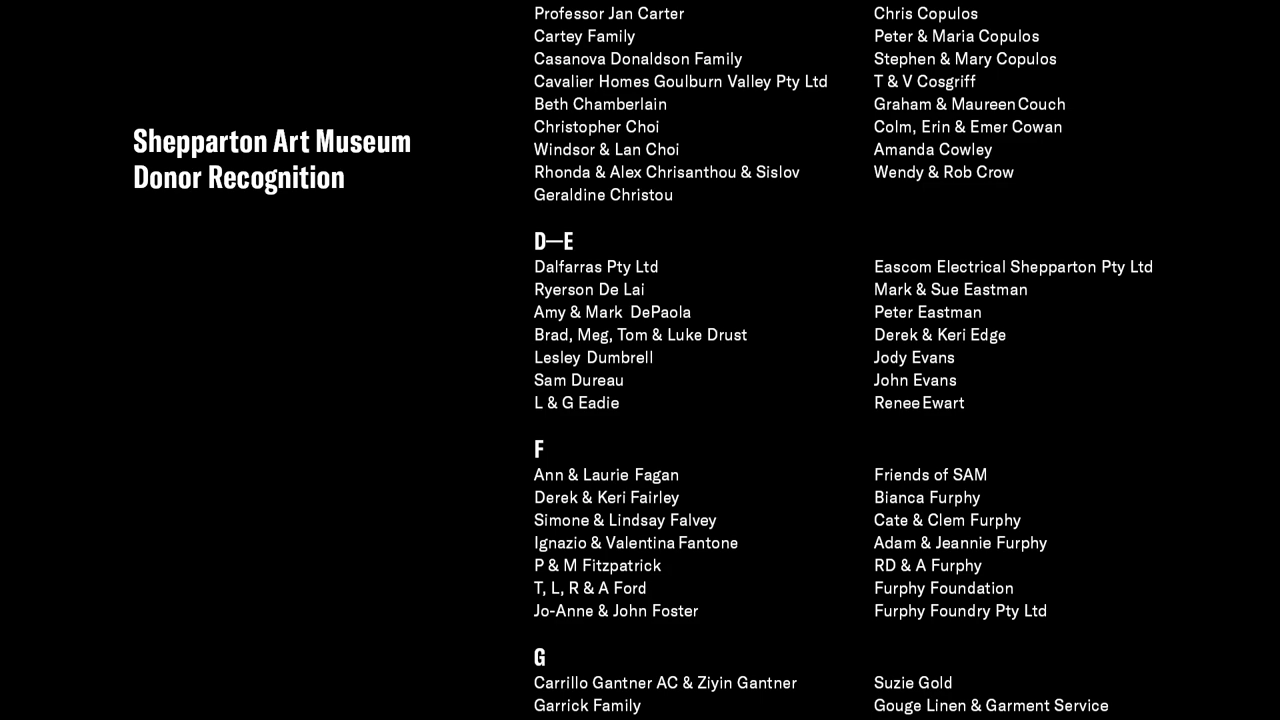 Shepparton Art Museum
Donor Recognition
Professor Jan Carter
Cartey Family
Casanova Donaldson Family
Cavalier Homes Goulburn Valley Pty Ltd
Beth Chamberlain
Christopher Choi
Windsor & Lan Choi
Rhonda & Alex Chrisanthou & Sislov
Geraldine Christou
Chris Copulos
Peter & Maria Copulos
Stephen & Mary Copulos
T & V Cosgriff
Graham & Maureen Couch
Colm, Erin & Emer Cowan
Amanda Cowley
Wendy & Rob Crow
D—E
Dalfarras Pty Ltd
Ryerson De Lai
Amy & Mark DePaola
Brad, Meg, Tom & Luke Drust
Lesley Dumbrell
Sam Dureau
L & G Eadie
Eascom Electrical Shepparton Pty Ltd
Mark & Sue Eastman
Peter Eastman
Derek & Keri Edge
Jody Evans
John Evans
Renee Ewart
F
Ann & Laurie Fagan
Derek & Keri Fairley
Simone & Lindsay Falvey
Ignazio & Valentina Fantone
P & M Fitzpatrick
T, L, R & A Ford
Jo-Anne & John Foster
Friends of SAM
Bianca Furphy
Cate & Clem Furphy
Adam & Jeannie Furphy
RD & A Furphy
Furphy Foundation
Furphy Foundry Pty Ltd
G
Carrillo Gantner AC & Ziyin Gantner
Garrick Family
Suzie Gold
Gouge Linen & Garment Service